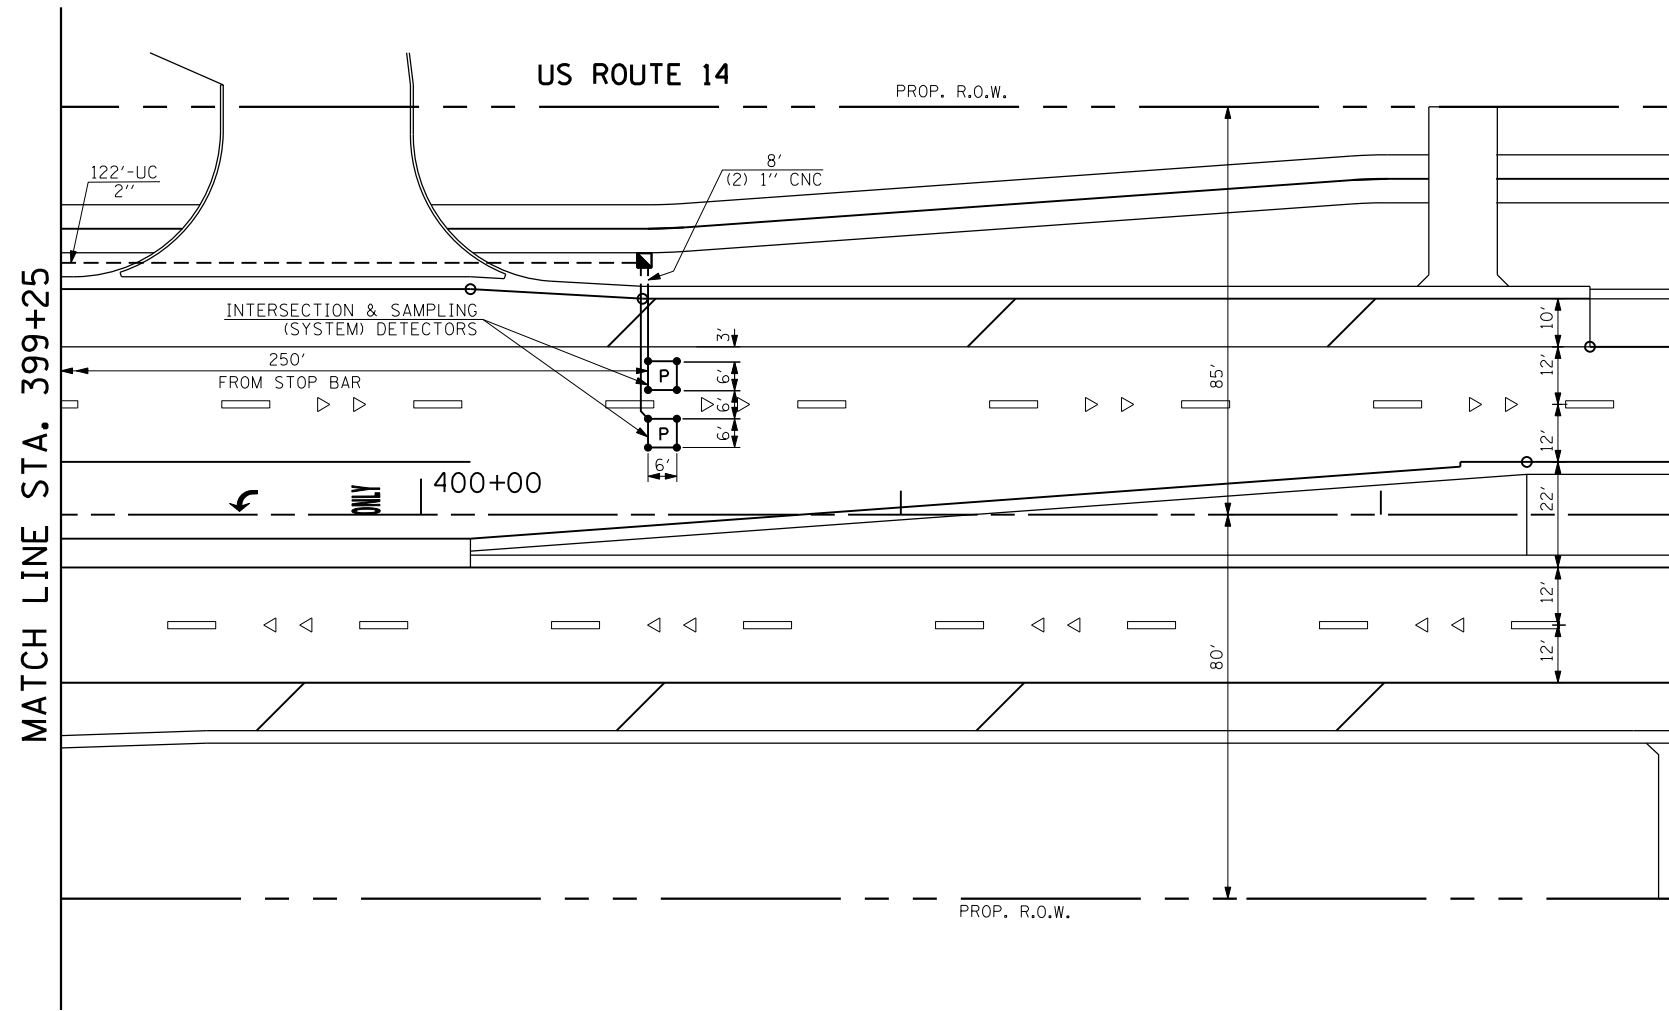 US ROUTE 14
PROP. R.O.W.
122'-UC
2''
8'
(2) 1'' CNC
INTERSECTION & SAMPLING
(SYSTEM) DETECTORS
250'
FROM STOP BAR
3'
6'
6'
6'
6'
P
P
10'
12'
12'
22'
12'
12'
85'
80'
400+00
ONLY
MATCH LINE STA. 399+25
PROP. R.O.W.